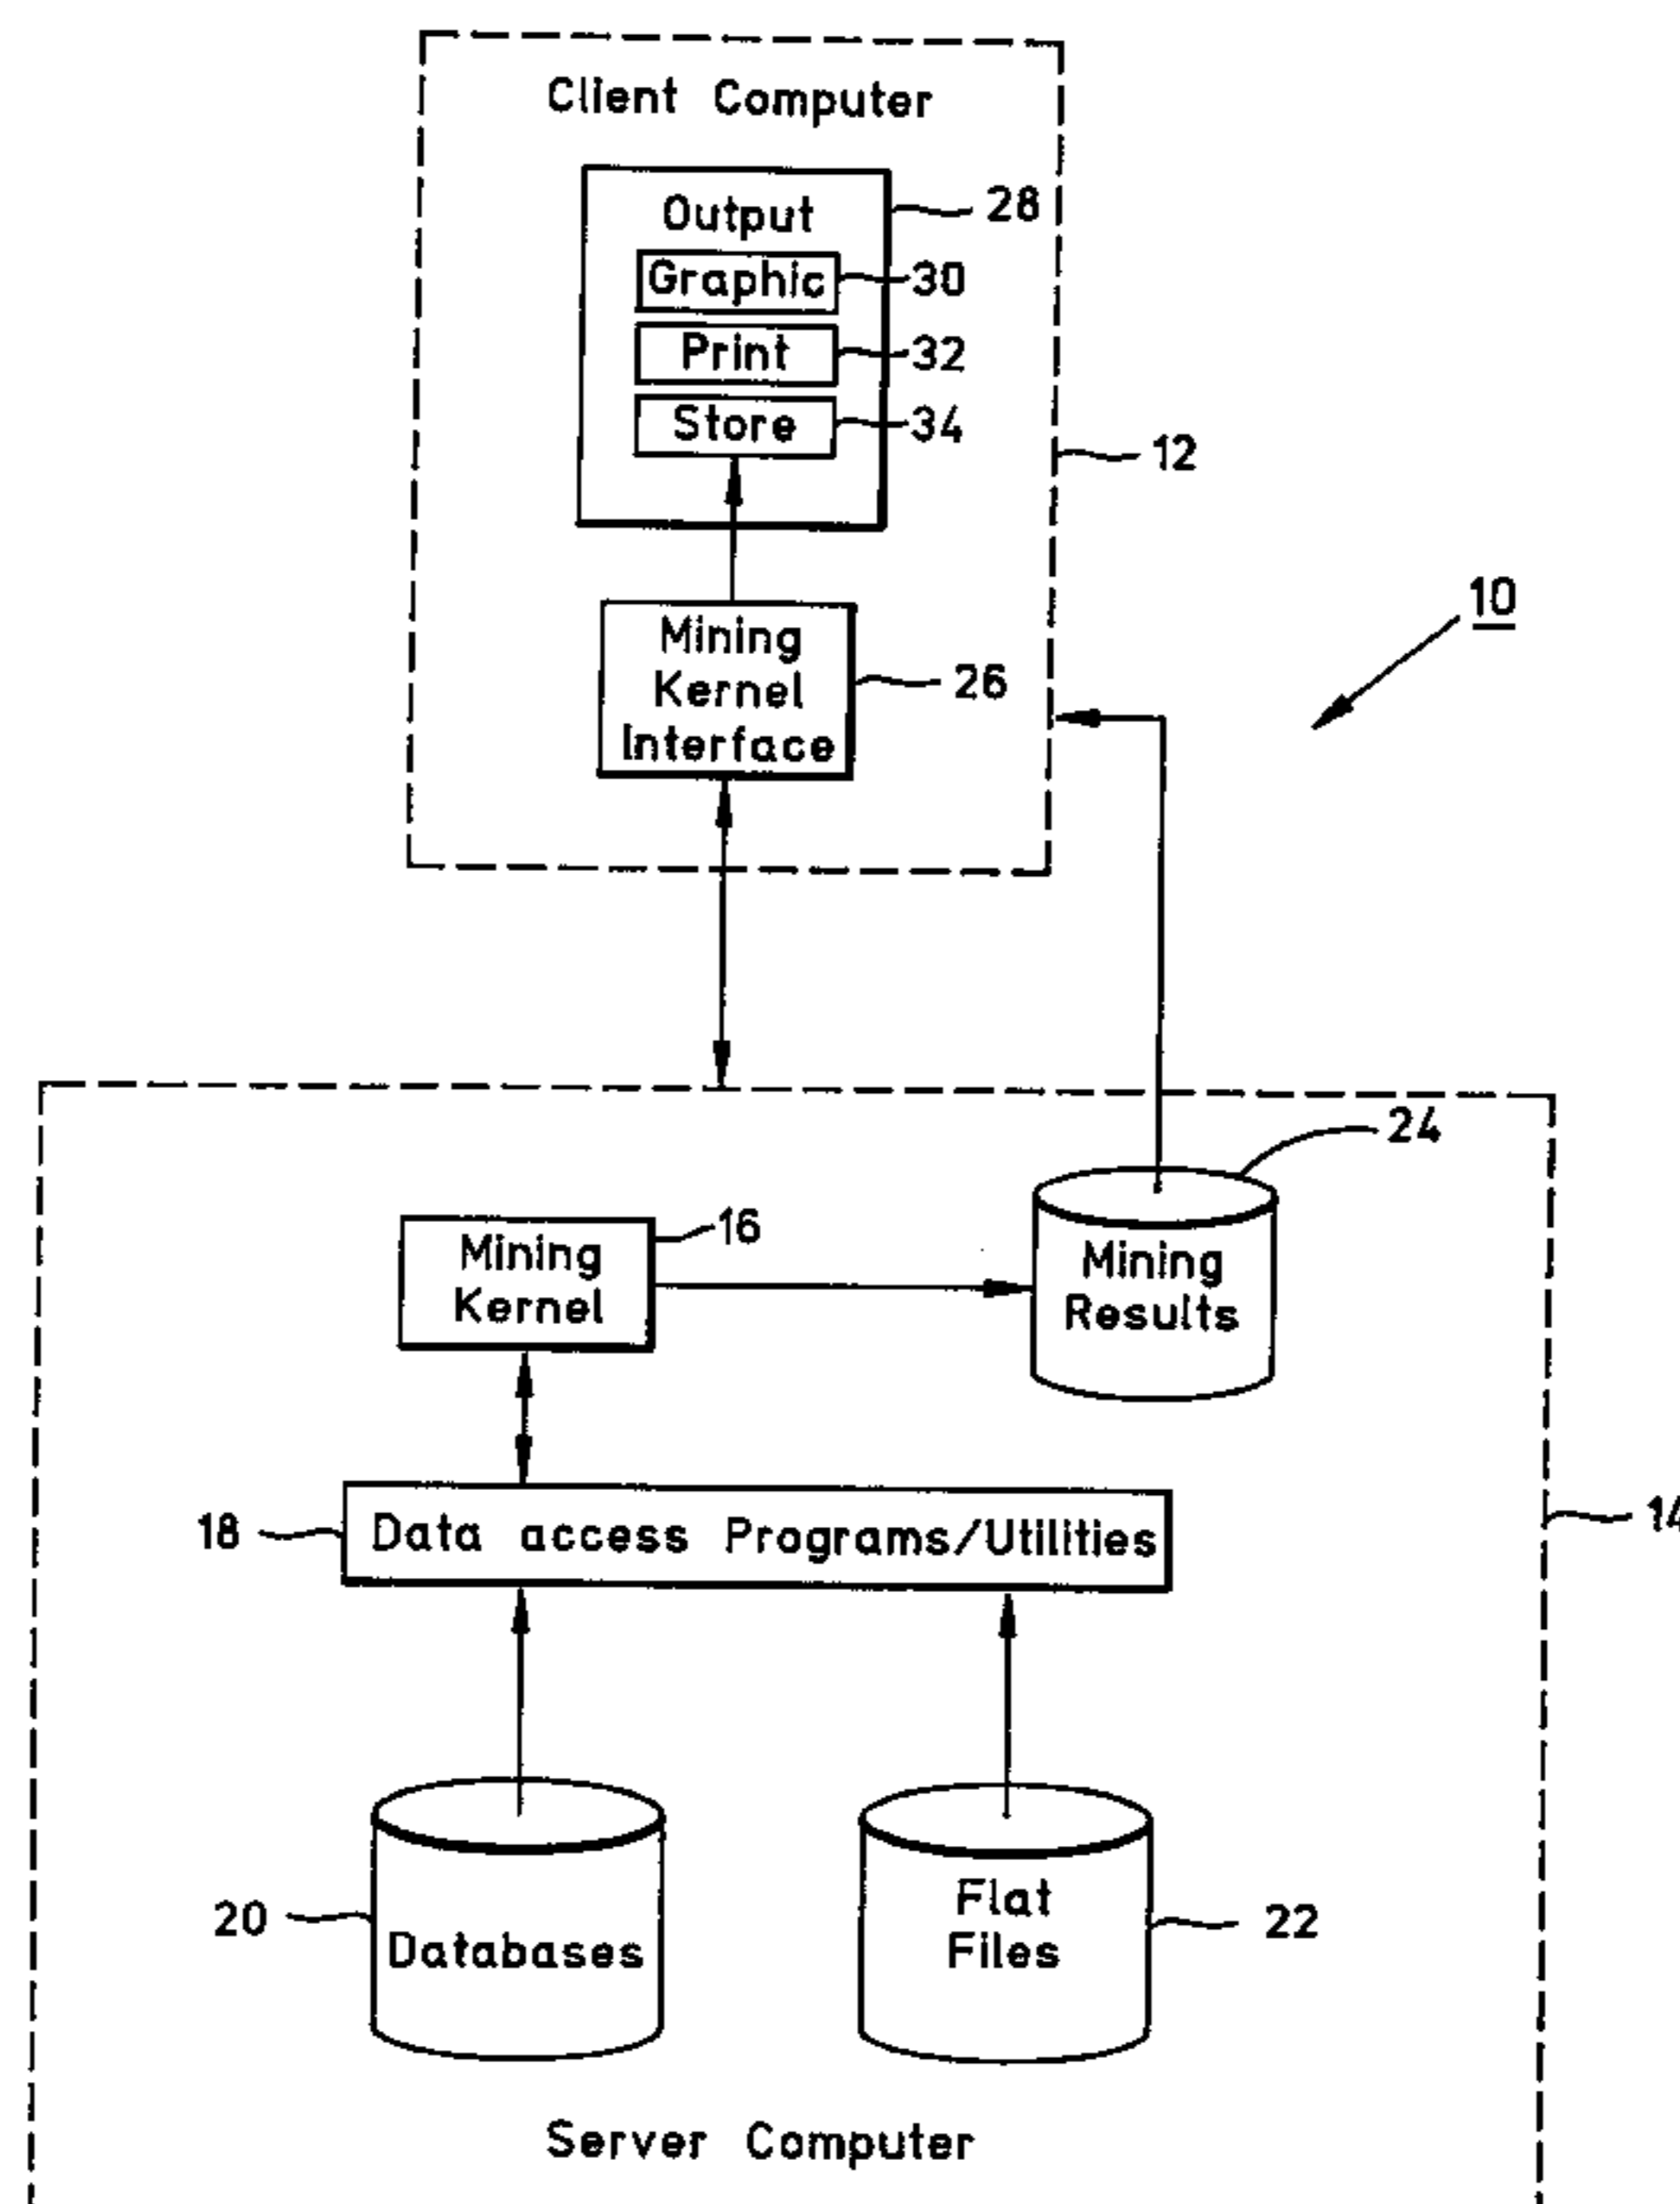 Client Computer
Output
28
Graphic
30
Print
32
Store
34
12
10
Mining
Kernel
Interface
26
24
16
Mining
Kernel
Mining
Results
18
Data access Programs/Utilities
14
20
Databases
Flat
Files
22
Server Computer